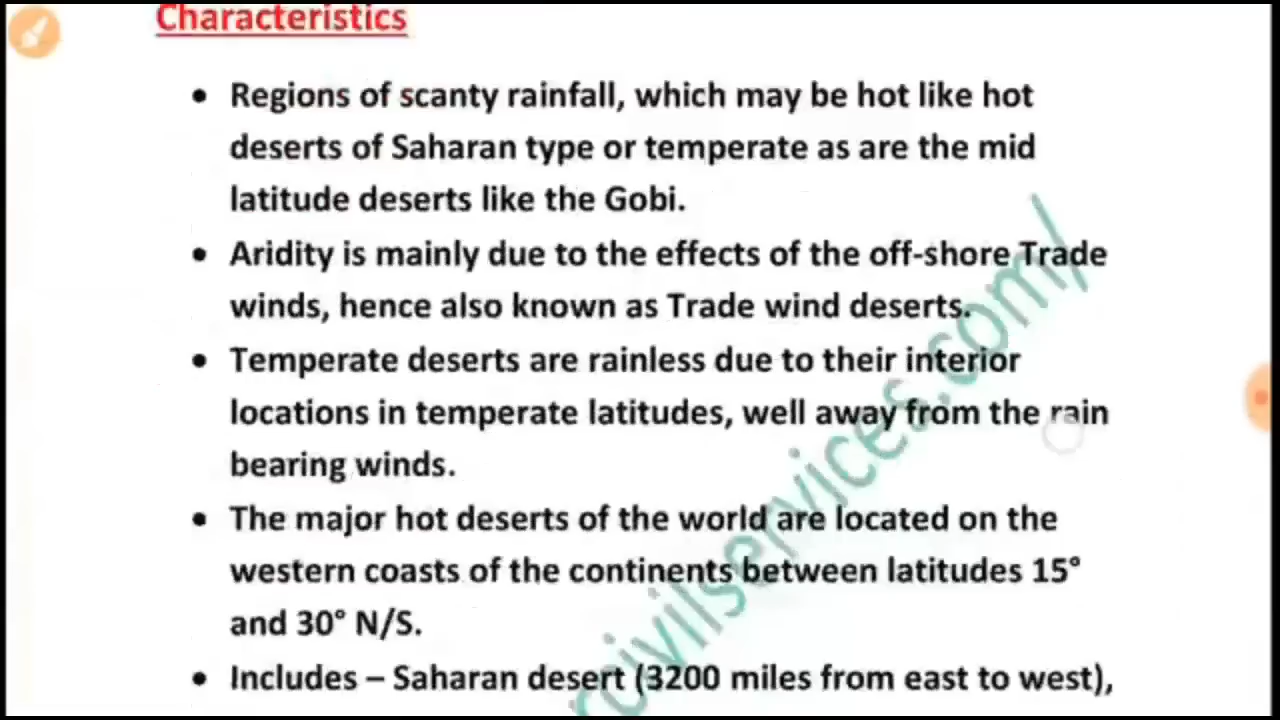 Characteristics
• Regions of scanty rainfall, which may be hot like hot
deserts of Saharan type or temperate as are the mid
latitude deserts like the Gobi.
• Aridity is mainly due to the effects of the off-shore Trade
winds, hence also known as Trade wind deserts.
• Temperate deserts are rainless due to their interior
locations in temperate latitudes, well away from the rain
bearing winds.
• The major hot deserts of the world are located on the
western coasts of the continents between latitudes 15°
and 30° N/S.
• Includes – Saharan desert (3200 miles from east to west),
civilservices.com/